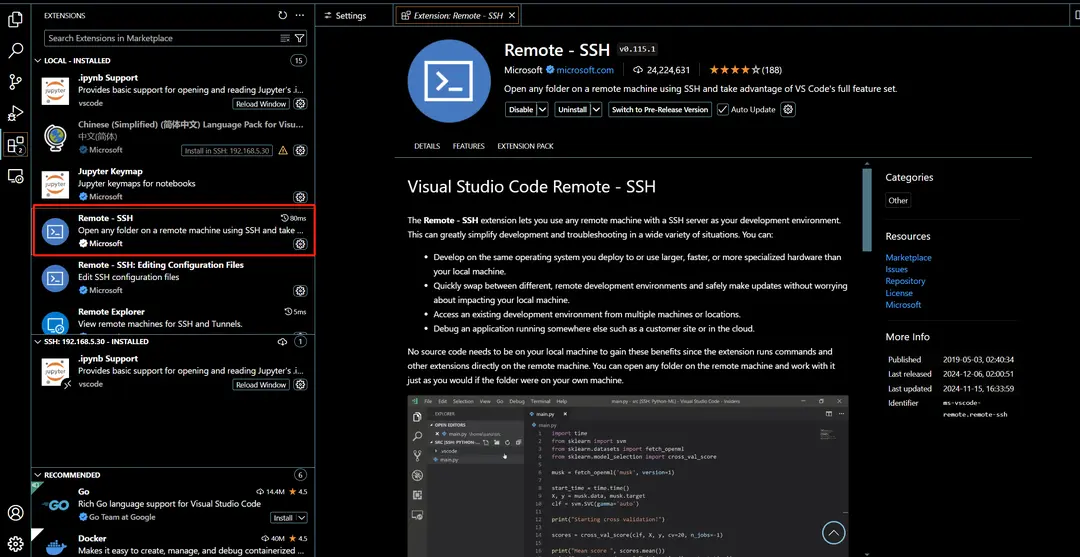 EXTENSIONS
Search Extensions in Marketplace
LOCAL - INSTALLED
15
jupyter
.ipynb Support
Provides basic support for opening and reading Jupyter's .i...
vscode
Reload Window
Chinese (Simplified) (简体中文) Language Pack for Visu...
中文(简体)
Microsoft
Install in SSH: 192.168.5.30
jupyter
Jupyter Keymap
Jupyter keymaps for notebooks
Microsoft
Remote - SSH
80ms
Open any folder on a remote machine using SSH and take ...
Microsoft
Remote - SSH: Editing Configuration Files
Edit SSH configuration files
Microsoft
Remote Explorer
5ms
View remote machines for SSH and Tunnels.
SSH: 192.168.5.30 - INSTALLED
1
jupyter
.ipynb Support
Provides basic support for opening and reading Jupyter's .i...
vscode
Reload Window
RECOMMENDED
6
GO
Go
14.4M
4.5
Rich Go language support for Visual Studio Code
Go Team at Google
Install
Docker
40M
4.5
Makes it easy to create, manage, and debug containerized ...
2
Settings
Extension: Remote - SSH
Remote - SSH
v0.115.1
Microsoft
microsoft.com
24,224,631
(188)
Open any folder on a remote machine using SSH and take advantage of VS Code's full feature set.
Disable
Uninstall
Switch to Pre-Release Version
Auto Update
DETAILS
FEATURES
EXTENSION PACK
Visual Studio Code Remote - SSH
The Remote - SSH extension lets you use any remote machine with a SSH server as your development environment.
This can greatly simplify development and troubleshooting in a wide variety of situations. You can:
Develop on the same operating system you deploy to or use larger, faster, or more specialized hardware than
your local machine.
Quickly swap between different, remote development environments and safely make updates without worrying
about impacting your local machine.
Access an existing development environment from multiple machines or locations.
Debug an application running somewhere else such as a customer site or in the cloud.
No source code needs to be on your local machine to gain these benefits since the extension runs commands and
other extensions directly on the remote machine. You can open any folder on the remote machine and work with it
just as you would if the folder were on your own machine.
File Edit Selection View Go Debug Terminal Help
main.py - src [SSH: Python-ML] - Visual Studio Code - Insiders
EXPLORER
OPEN EDITORS
main.py
SRC [SSH: PYTHON-...
.vscode
main.py
main.py
main.py
1 import time
2 from sklearn import svm
3 from sklearn.datasets import fetch_openml
4 from sklearn.model_selection import cross_val_score
5
6 musk = fetch_openml('musk', version=1)
7
8 start_time = time.time()
9 X, y = musk.data, musk.target
10 clf = svm.SVC(gamma='auto')
11
12 print("Starting cross validation!")
13
14 scores = cross_val_score(clf, X, y, cv=20, n_jobs=-1)
15
16 print("Mean score ", scores.mean())
Categories
Other
Resources
Marketplace
Issues
Repository
License
Microsoft
More Info
Published 2019-05-03, 02:40:34
Last released 2024-12-06, 02:00:51
Last updated 2024-11-15, 16:33:59
Identifier ms-vscode-
remote.remote-ssh